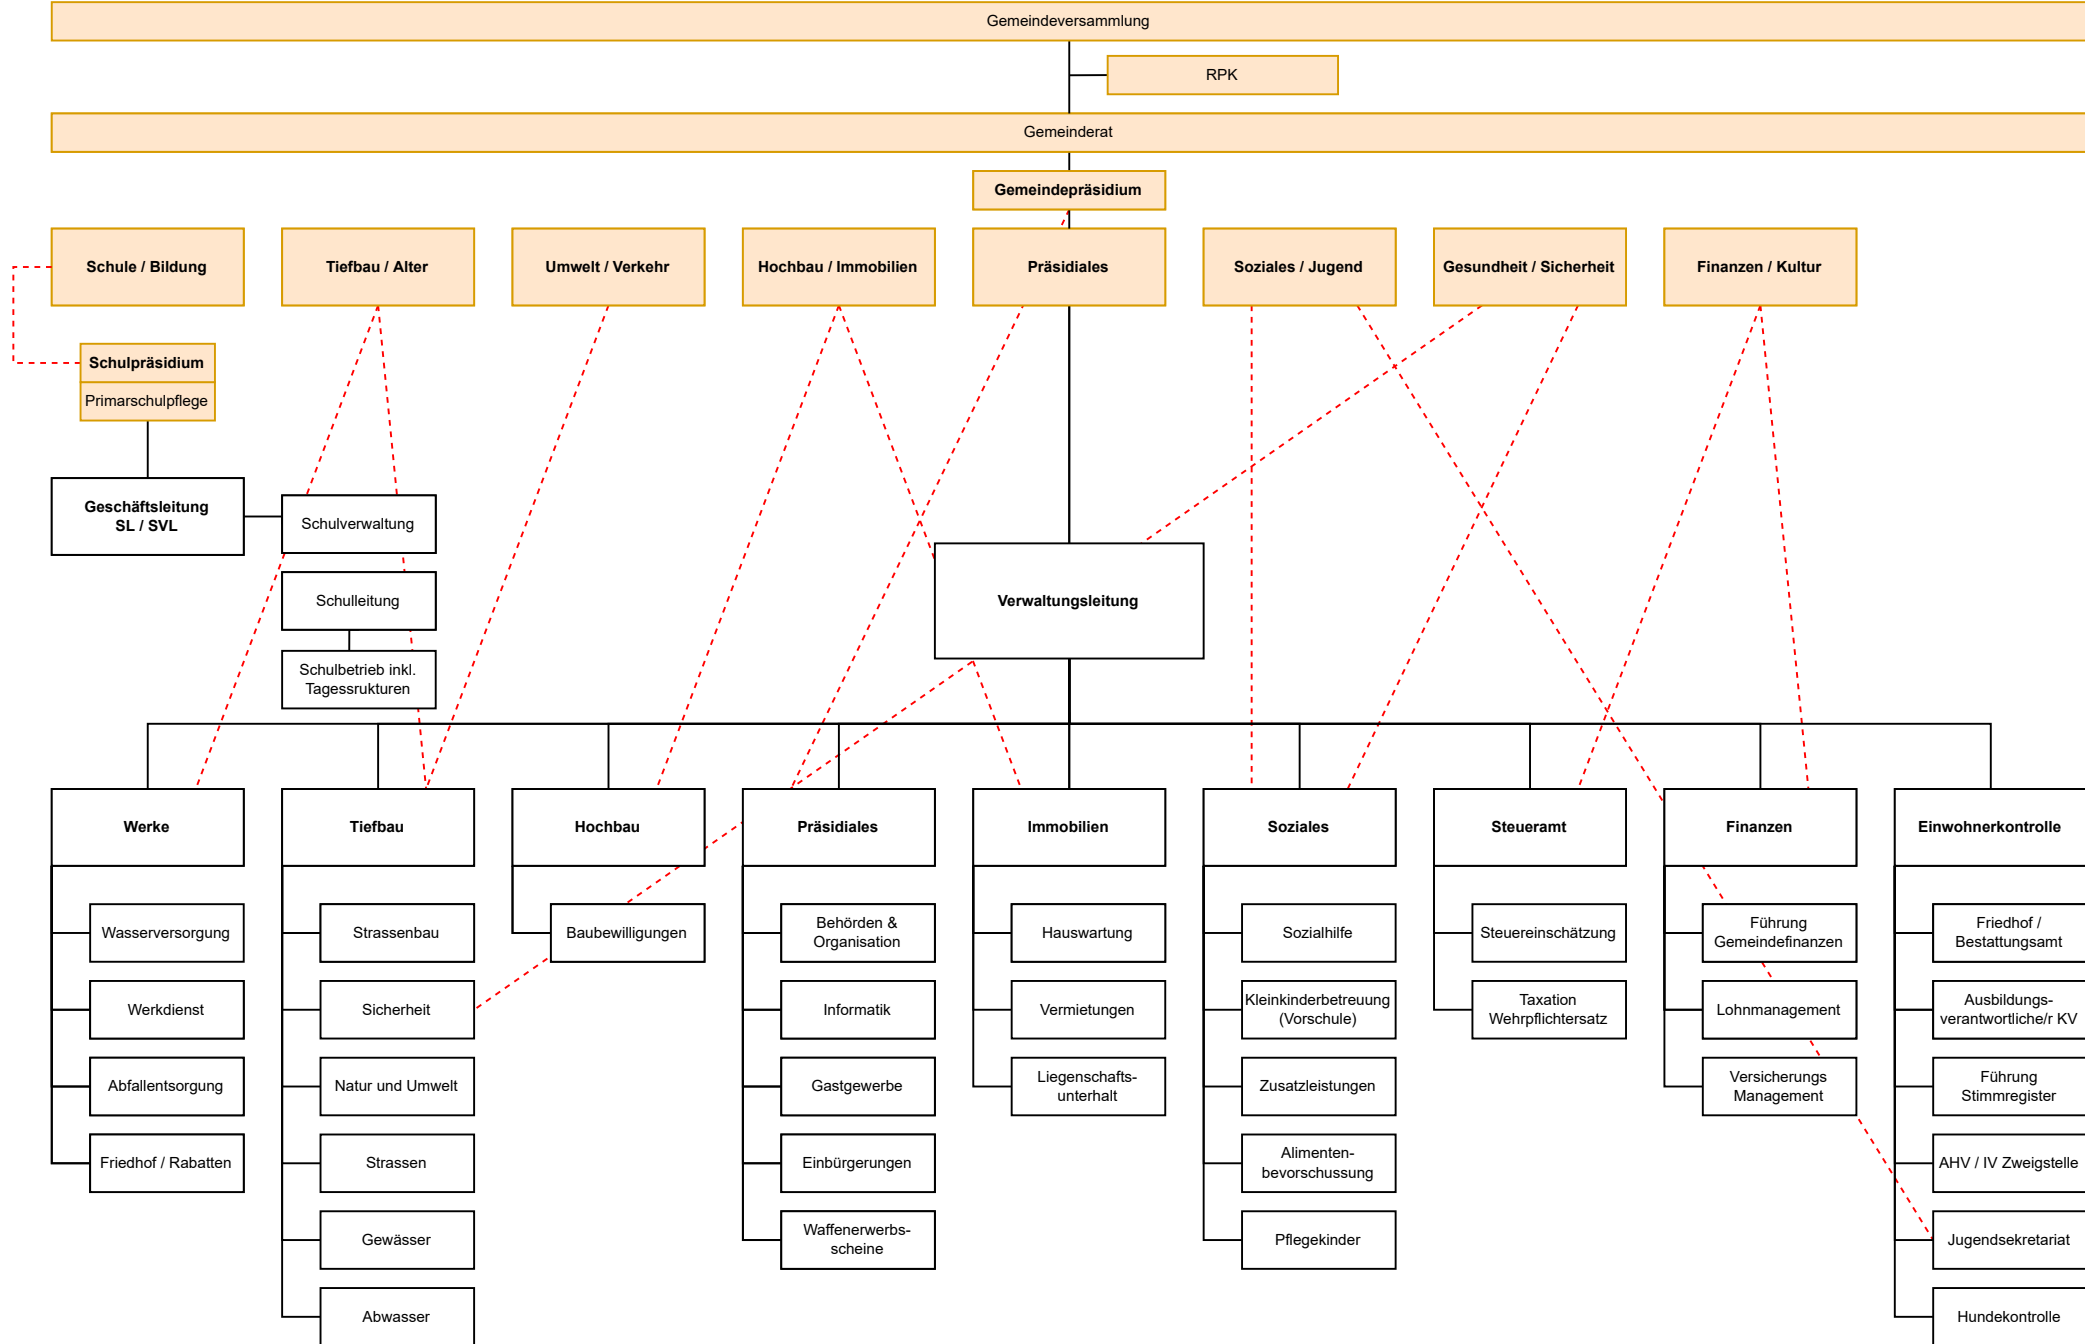 Gemeindeversammlung
RPK
Gemeinderat
Gemeindepräsidium
Schule / Bildung
Tiefbau / Alter
Umwelt / Verkehr
Hochbau / Immobilien
Präsidiales
Soziales / Jugend
Gesundheit / Sicherheit
Finanzen / Kultur
Schulpräsidium
Primarschulpflege
Geschäftsleitung
SL / SVL
Schulverwaltung
Schulleitung
Schulbetrieb inkl.
Tagessrukturen
Verwaltungsleitung
Werke
Tiefbau
Hochbau
Präsidiales
Immobilien
Soziales
Steueramt
Finanzen
Einwohnerkontrolle
Wasserversorgung
Werkdienst
Abfallentsorgung
Friedhof / Rabatten
Strassenbau
Sicherheit
Natur und Umwelt
Strassen
Gewässer
Abwasser
Baubewilligungen
Behörden &
Organisation
Informatik
Gastgewerbe
Einbürgerungen
Waffenerwerbs-
scheine
Hauswartung
Vermietungen
Liegenschafts-
unterhalt
Sozialhilfe
Kleinkinderbetreuung
(Vorschule)
Zusatzleistungen
Alimenten-
bevorschussung
Pflegekinder
Steuereinschätzung
Taxation
Wehrpflichtersatz
Führung
Gemeindefinanzen
Lohnmanagement
Versicherungs
Management
Friedhof /
Bestattungsamt
Ausbildungs-
verantwortliche/r KV
Führung
Stimmregister
AHV / IV Zweigstelle
Jugendsekretariat
Hundekontrolle